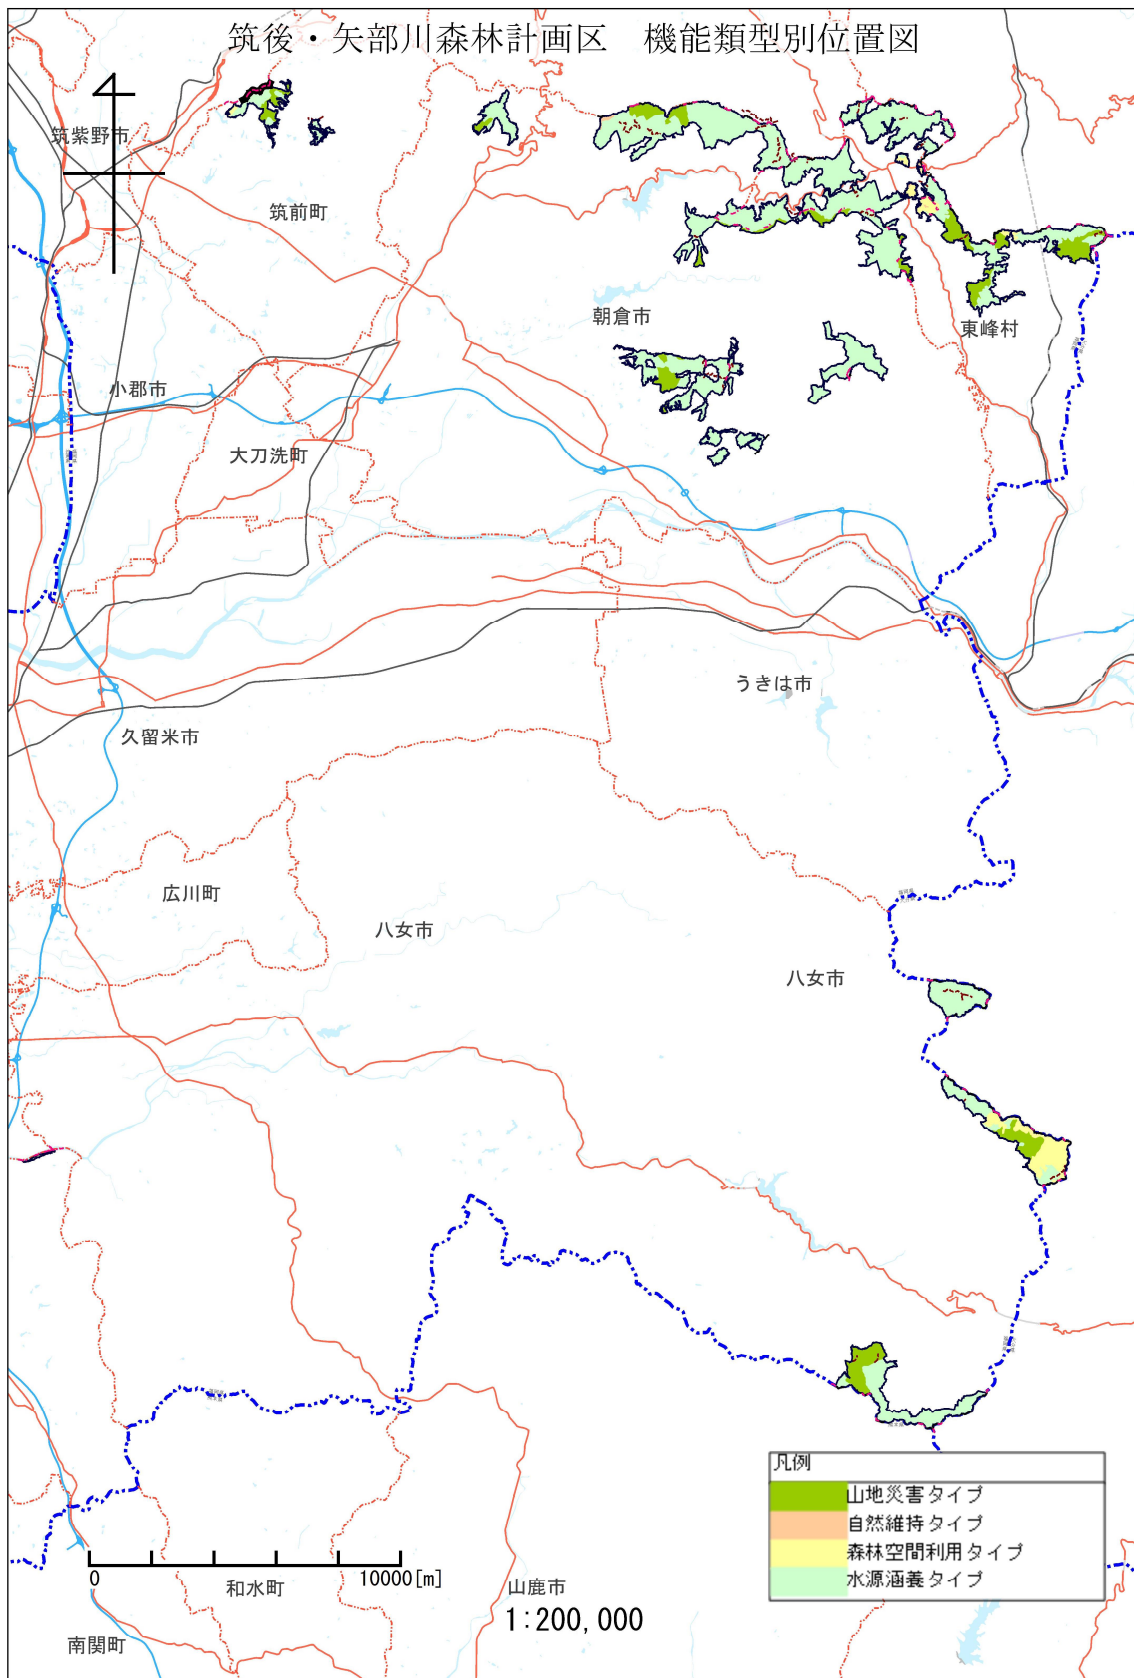 筑後・矢部川森林計画区　機能類型別位置図
筑紫野市
筑前町
朝倉市
東峰村
小郡市
大刀洗町
うきは市
久留米市
広川町
八女市
八女市
凡例
山地災害タイプ
自然維持タイプ
森林空間利用タイプ
水源涵養タイプ
0
10000[m]
和水町
山鹿市
1:200,000
南関町